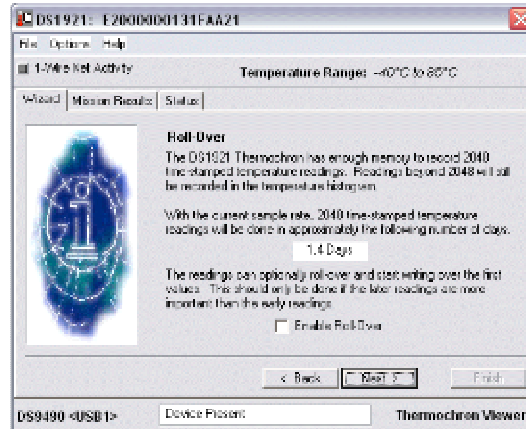 DS1921: E2000000131FAA21
File Options Help
1-Wire Net Activity
Temperature Range: -40°C to 85°C
Wizard Mission Results Status
Roll-Over
The DS1921 Thermochron has enough memory to record 2048
time-stamped temperature readings. Readings beyond 2048 will still
be recorded in the temperature histogram.
With the current sample rate, 2048 time-stamped temperature
readings will be done in approximately the following number of days.
1.4 Days
The readings can optionally roll-over and start writing over the first
values. This should only be done if the later readings are more
important than the early readings.
Enable Roll-Over
< Back Next > Finish
DS9490 <USB1> Device Present Thermochron Viewer